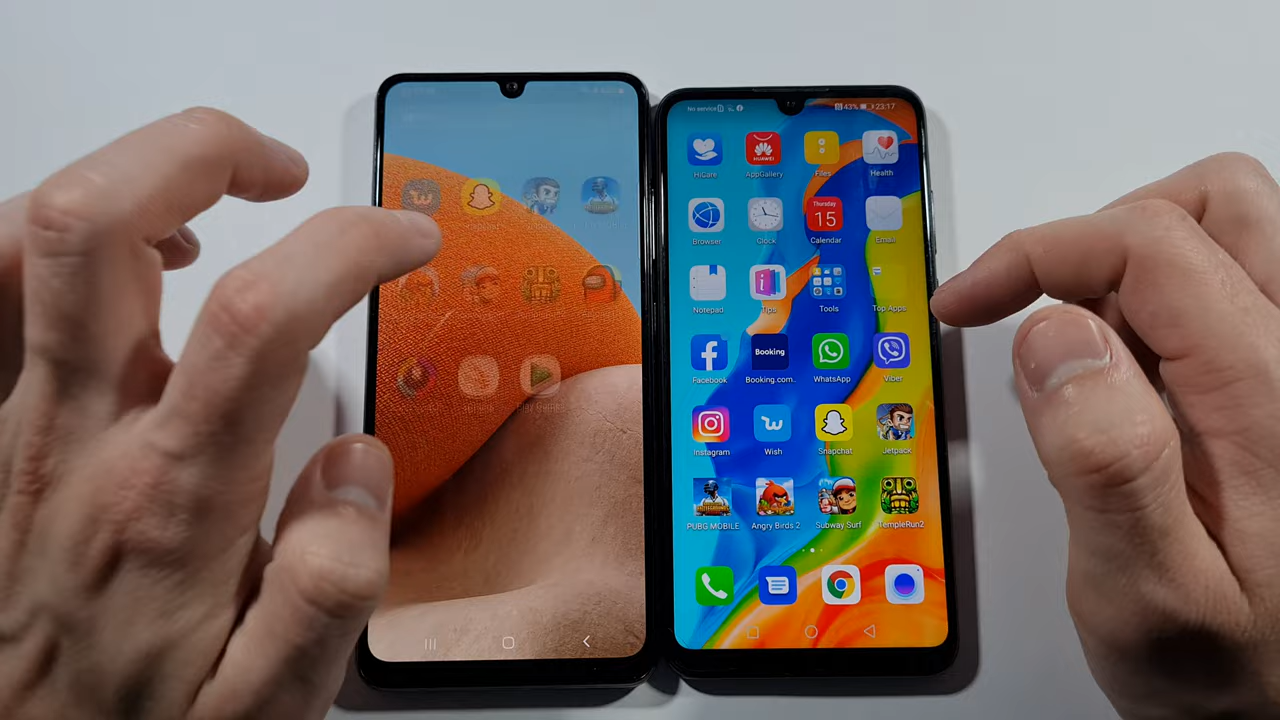 No service 43% 23:17
HiCare AppGallery Files Health
HUAWEI
Thursday
15
Browser Clock Calendar Email
Notepad Tips Tools Top Apps
Booking
Facebook Booking.com.. WhatsApp Viber
Instagram Wish Snapchat Jetpack
PUBG MOBILE Angry Birds 2 Subway Surf TempleRun2